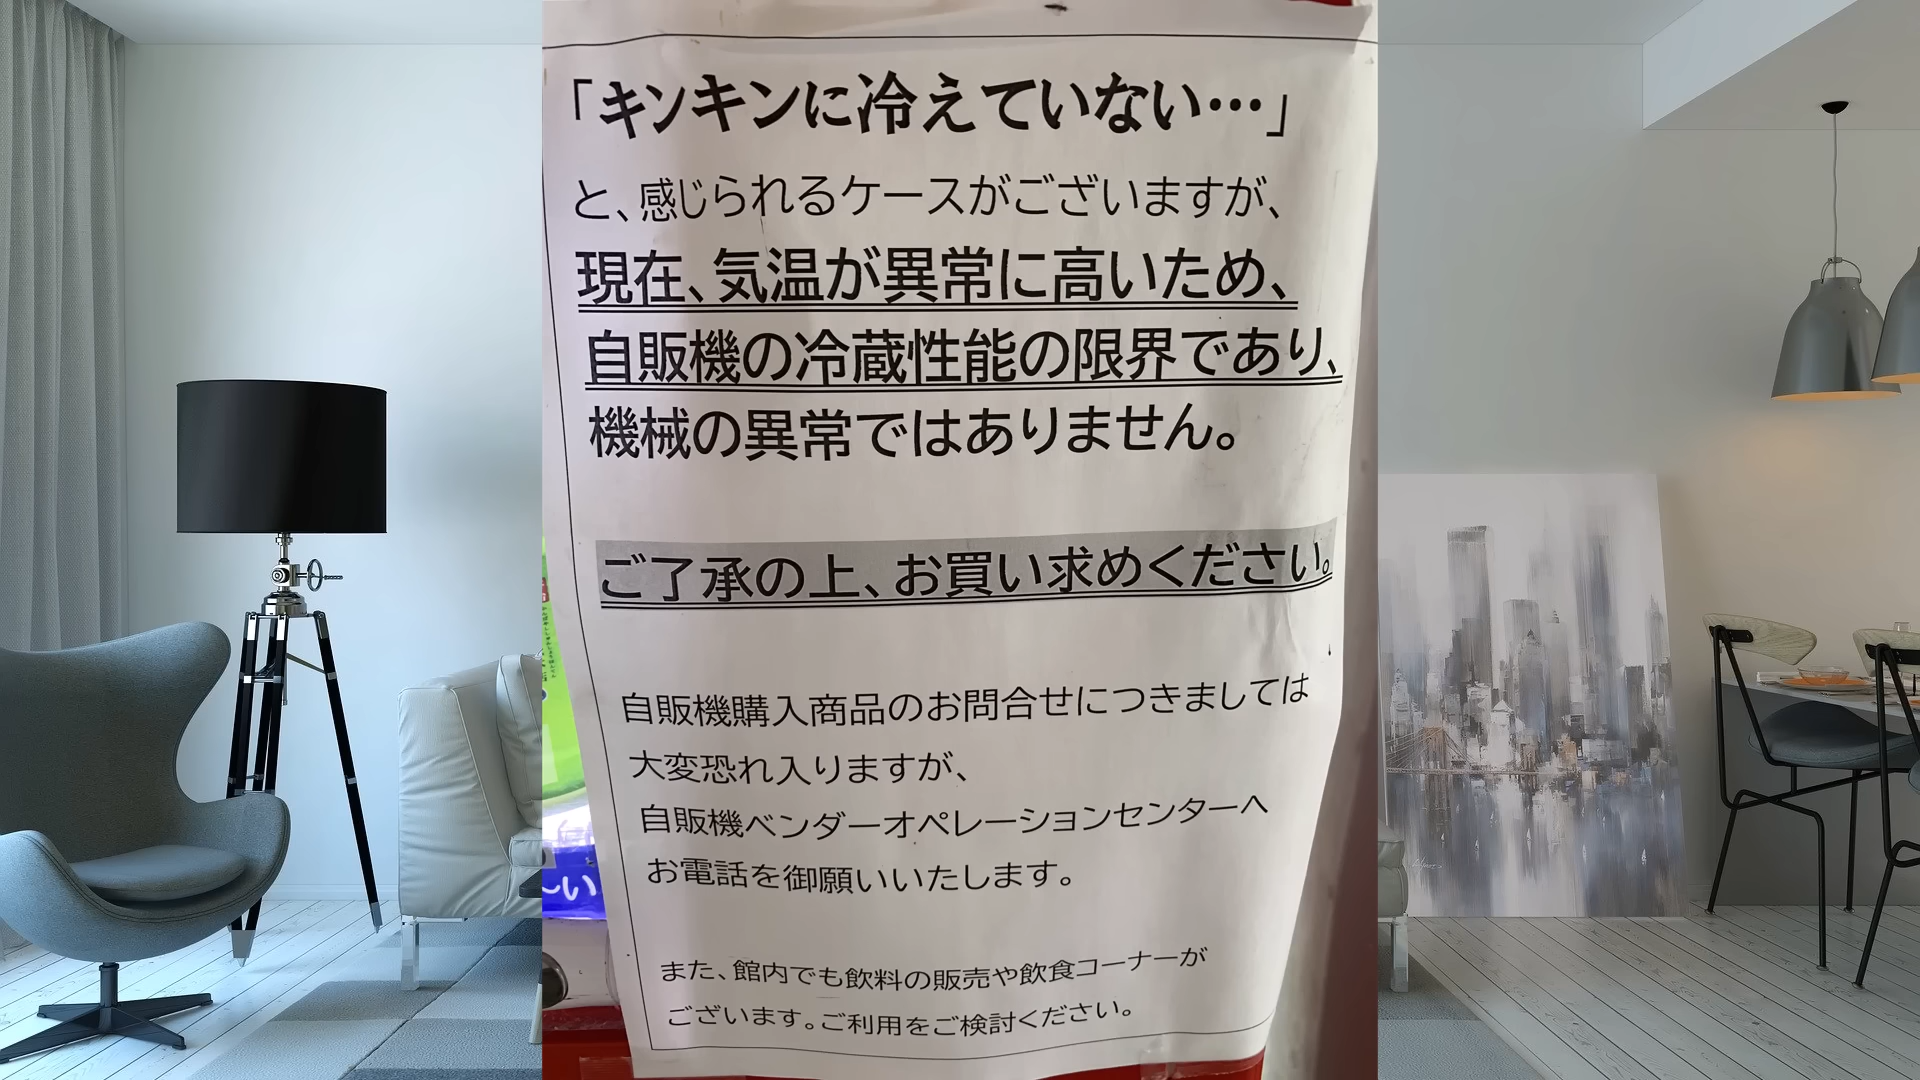 「キンキンに冷えていない…」
と、感じられるケースがございますが、
現在、気温が異常に高いため、
自販機の冷蔵性能の限界であり、
機械の異常ではありません。
ご了承の上、お買い求めください。
自販機購入商品のお問合せにつきましては
大変恐れ入りますが、
自販機ベンダーオペレーションセンターへ
お電話を御願いいたします。
また、館内でも飲料の販売や飲食コーナーが
ございます。ご利用をご検討ください。
〜い